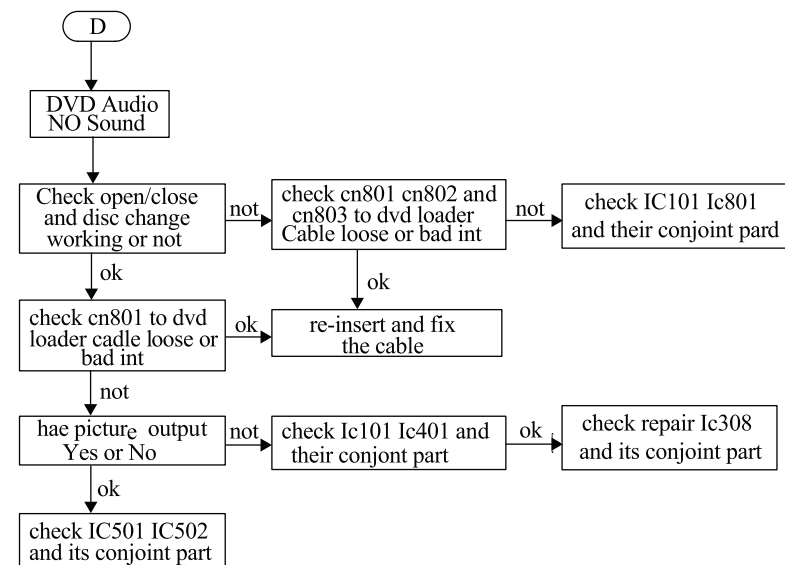 D
DVD Audio
NO Sound
Check open/close
and disc change
working or not
not
check cn801 cn802 and
cn803 to dvd loader
Cable loose or bad int
not
check IC101 Ic801
and their conjoint pard
ok
ok
check cn801 to dvd
loader cadle loose or
bad int
ok
re-insert and fix
the cable
not
hae picture output
Yes or No
not
check Ic101 Ic401 and
their conjont part
ok
check repair Ic308
and its conjoint part
ok
check IC501 IC502
and its conjoint part